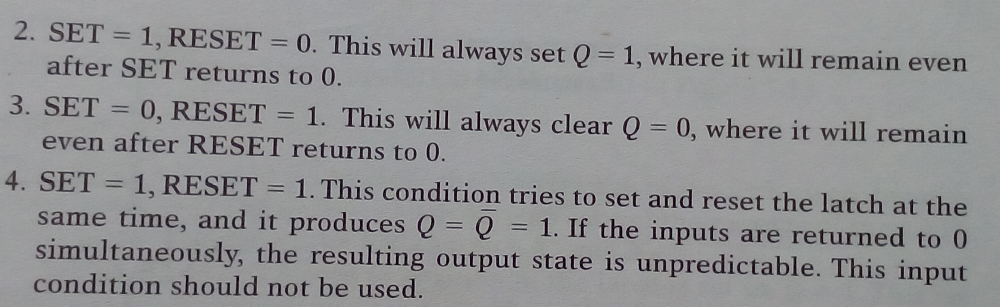 2. SET = 1, RESET = 0. This will always set Q = 1, where it will remain even
after SET returns to 0.
3. SET = 0, RESET = 1. This will always clear Q = 0, where it will remain
even after RESET returns to 0.
4. SET = 1, RESET = 1. This condition tries to set and reset the latch at the
same time, and it produces Q = Q̅ = 1. If the inputs are returned to 0
simultaneously, the resulting output state is unpredictable. This input
condition should not be used.